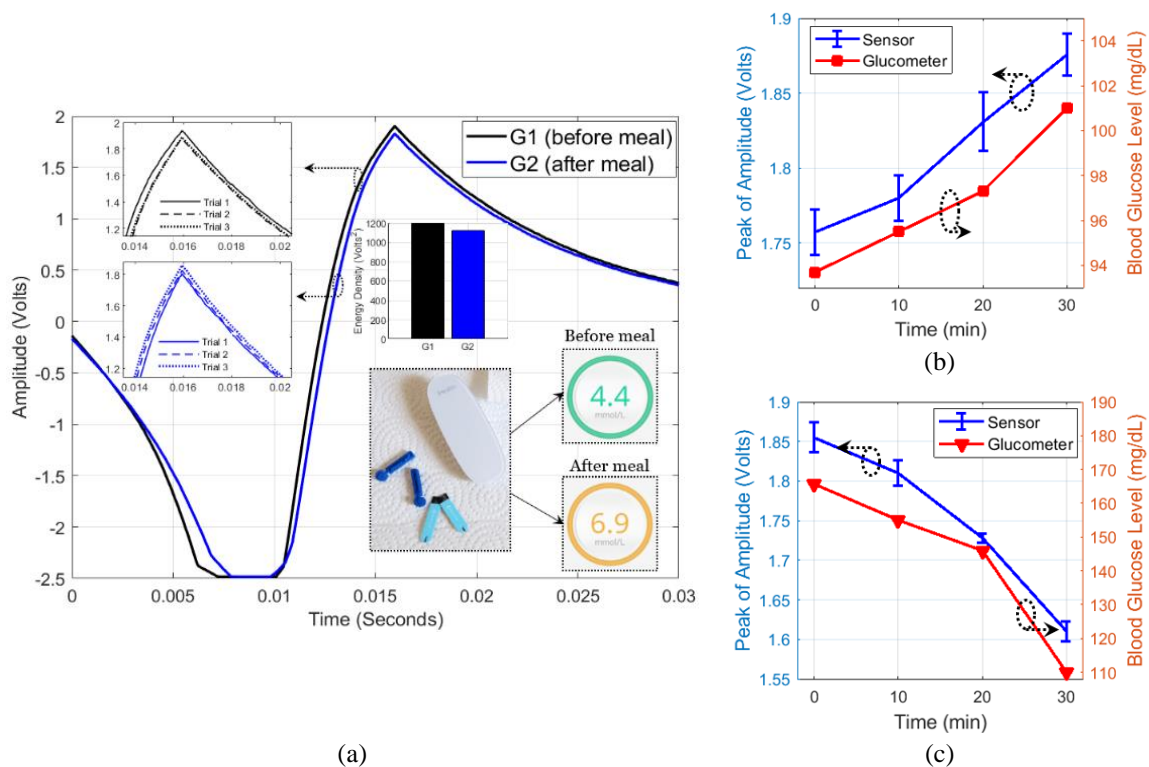 2
1.5
1
0.5
0
-0.5
-1
-1.5
-2
-2.5
Amplitude (Volts)
0 0.005 0.01 0.015 0.02 0.025 0.03
Time (Seconds)
G1 (before meal)
G2 (after meal)
2
1.8
1.6
1.4
1.2
Trial 1
Trial 2
Trial 3
0.014 0.016 0.018 0.02
1.8
1.6
1.4
1.2
Trial 1
Trial 2
Trial 3
0.014 0.016 0.018 0.02
Energy Density (Volts²)
1200
1000
800
600
400
200
0
G1 G2
Before meal
4.4
mmol/L
After meal
6.9
mmol/L
(a)
1.9
1.85
1.8
1.75
Peak of Amplitude (Volts)
Sensor
Glucometer
104
102
100
98
96
94
Blood Glucose Level (mg/dL)
0 10 20 30
Time (min)
(b)
1.9
1.85
1.8
1.75
1.7
1.65
1.6
1.55
Peak of Amplitude (Volts)
Sensor
Glucometer
190
180
170
160
150
140
130
120
110
Blood Glucose Level (mg/dL)
0 10 20 30
Time (min)
(c)